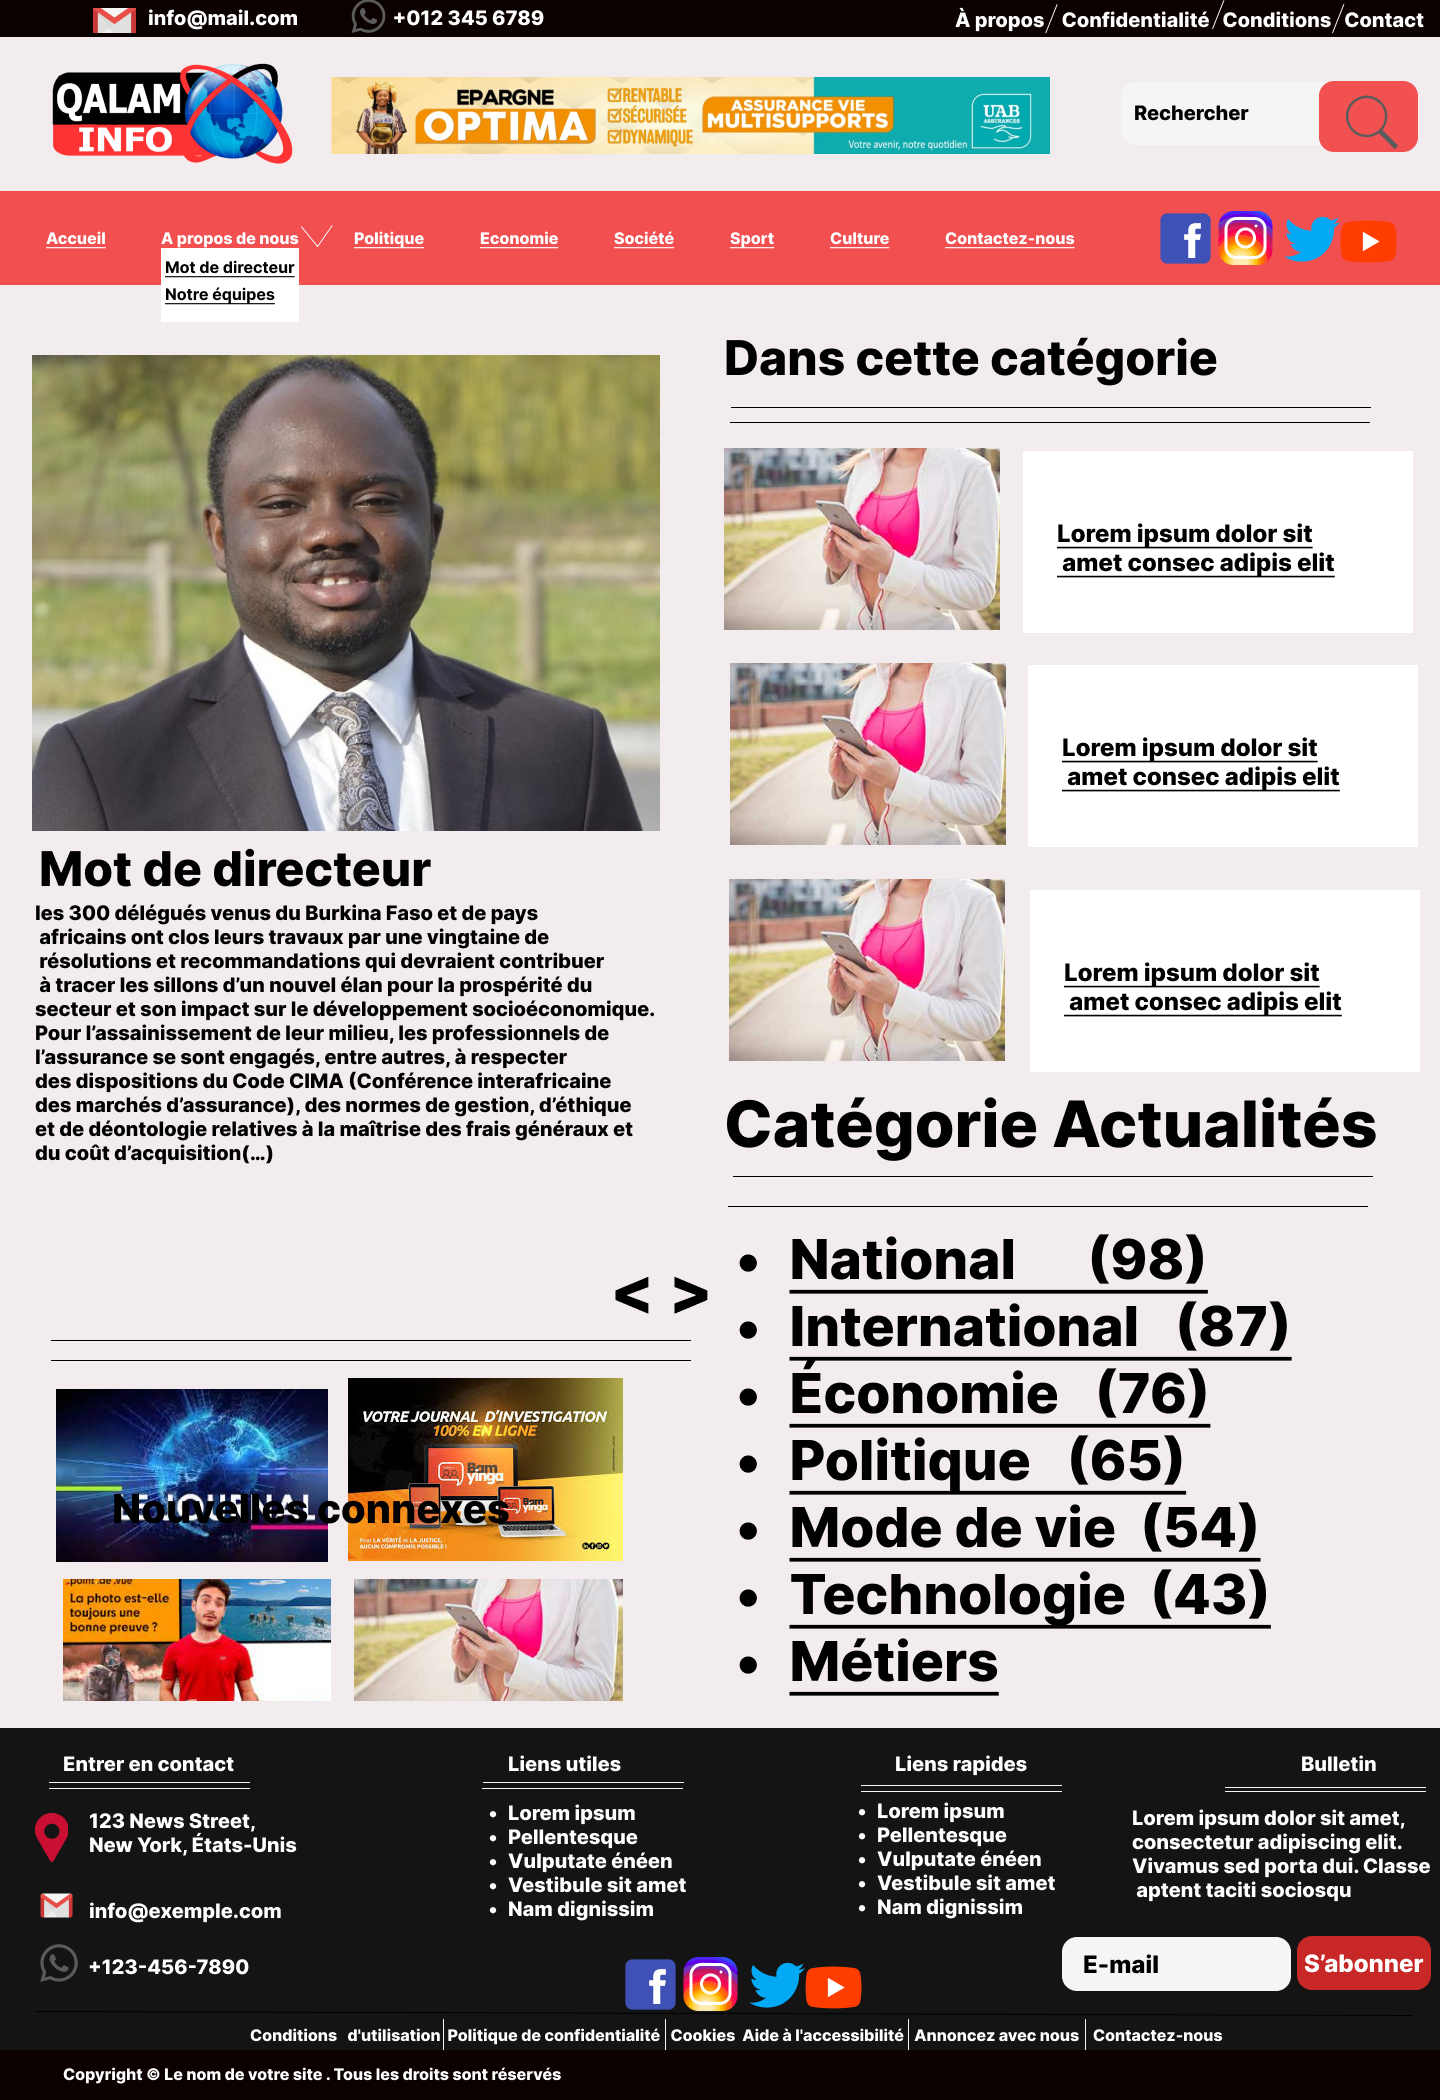 info@mail.com
+012 345 6789
À propos
Confidentialité
Conditions
Contact
QALAM
INFO
EPARGNE
OPTIMA
RENTABLE
SÉCURISÉE
DYNAMIQUE
ASSURANCE VIE
MULTISUPPORTS
UAB
ASSURANCES
Votre avenir, notre quotidien
Rechercher
Accueil
A propos de nous
Politique
Economie
Société
Sport
Culture
Contactez-nous
Mot de directeur
Notre équipes
Mot de directeur
les 300 délégués venus du Burkina Faso et de pays
africains ont clos leurs travaux par une vingtaine de
résolutions et recommandations qui devraient contribuer
à tracer les sillons d’un nouvel élan pour la prospérité du
secteur et son impact sur le développement socioéconomique.
Pour l’assainissement de leur milieu, les professionnels de
l’assurance se sont engagés, entre autres, à respecter
des dispositions du Code CIMA (Conférence interafricaine
des marchés d’assurance), des normes de gestion, d’éthique
et de déontologie relatives à la maîtrise des frais généraux et
du coût d’acquisition(…)
< >
Dans cette catégorie
Lorem ipsum dolor sit
amet consec adipis elit
Lorem ipsum dolor sit
amet consec adipis elit
Lorem ipsum dolor sit
amet consec adipis elit
Catégorie Actualités
• National (98)
• International (87)
• Économie (76)
• Politique (65)
• Mode de vie (54)
• Technologie (43)
• Métiers
VOTRE JOURNAL D'INVESTIGATION
100% EN LIGNE
Bam
yinga
Bam
yinga
Nouvelles connexes
Pour LA VÉRITÉ et LA JUSTICE,
AUCUN COMPROMIS POSSIBLE !
point de vue
La photo est-elle
toujours une
bonne preuve ?
Entrer en contact
123 News Street,
New York, États-Unis
info@exemple.com
+123-456-7890
Liens utiles
• Lorem ipsum
• Pellentesque
• Vulputate énéen
• Vestibule sit amet
• Nam dignissim
Liens rapides
• Lorem ipsum
• Pellentesque
• Vulputate énéen
• Vestibule sit amet
• Nam dignissim
Bulletin
Lorem ipsum dolor sit amet,
consectetur adipiscing elit.
Vivamus sed porta dui. Classe
aptent taciti sociosqu
E-mail
S’abonner
Conditions d'utilisation
Politique de confidentialité
Cookies Aide à l'accessibilité
Annoncez avec nous
Contactez-nous
Copyright © Le nom de votre site . Tous les droits sont réservés